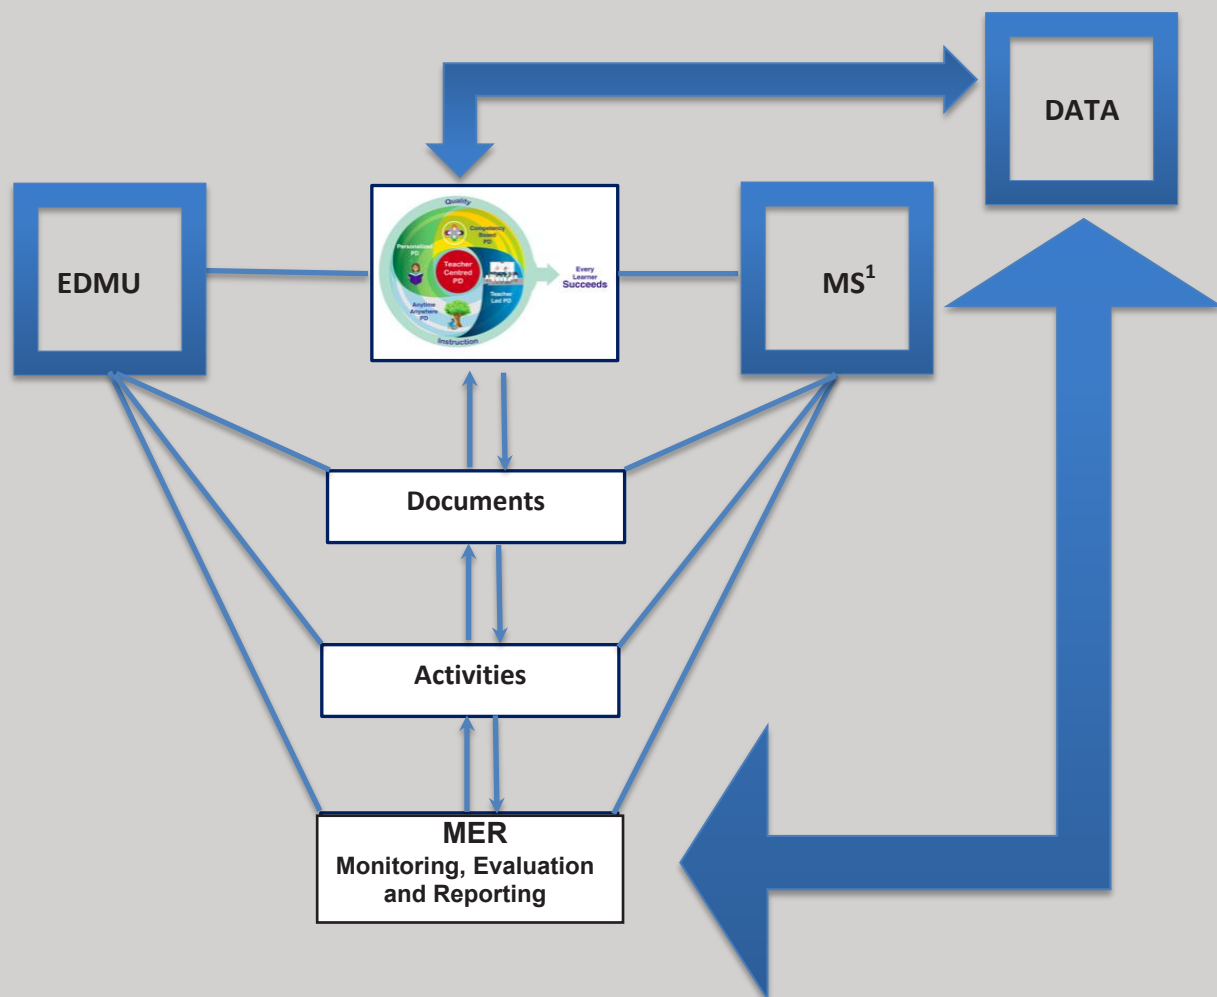 DATA
EDMU
Quality
Competency
Based
PD
Personalized
PD
Teacher
Centred
PD
Every
Learner
Succeeds
Teacher
Led PD
Anytime
Anywhere
PD
Instruction
MS¹
Documents
Activities
MER
Monitoring, Evaluation
and Reporting